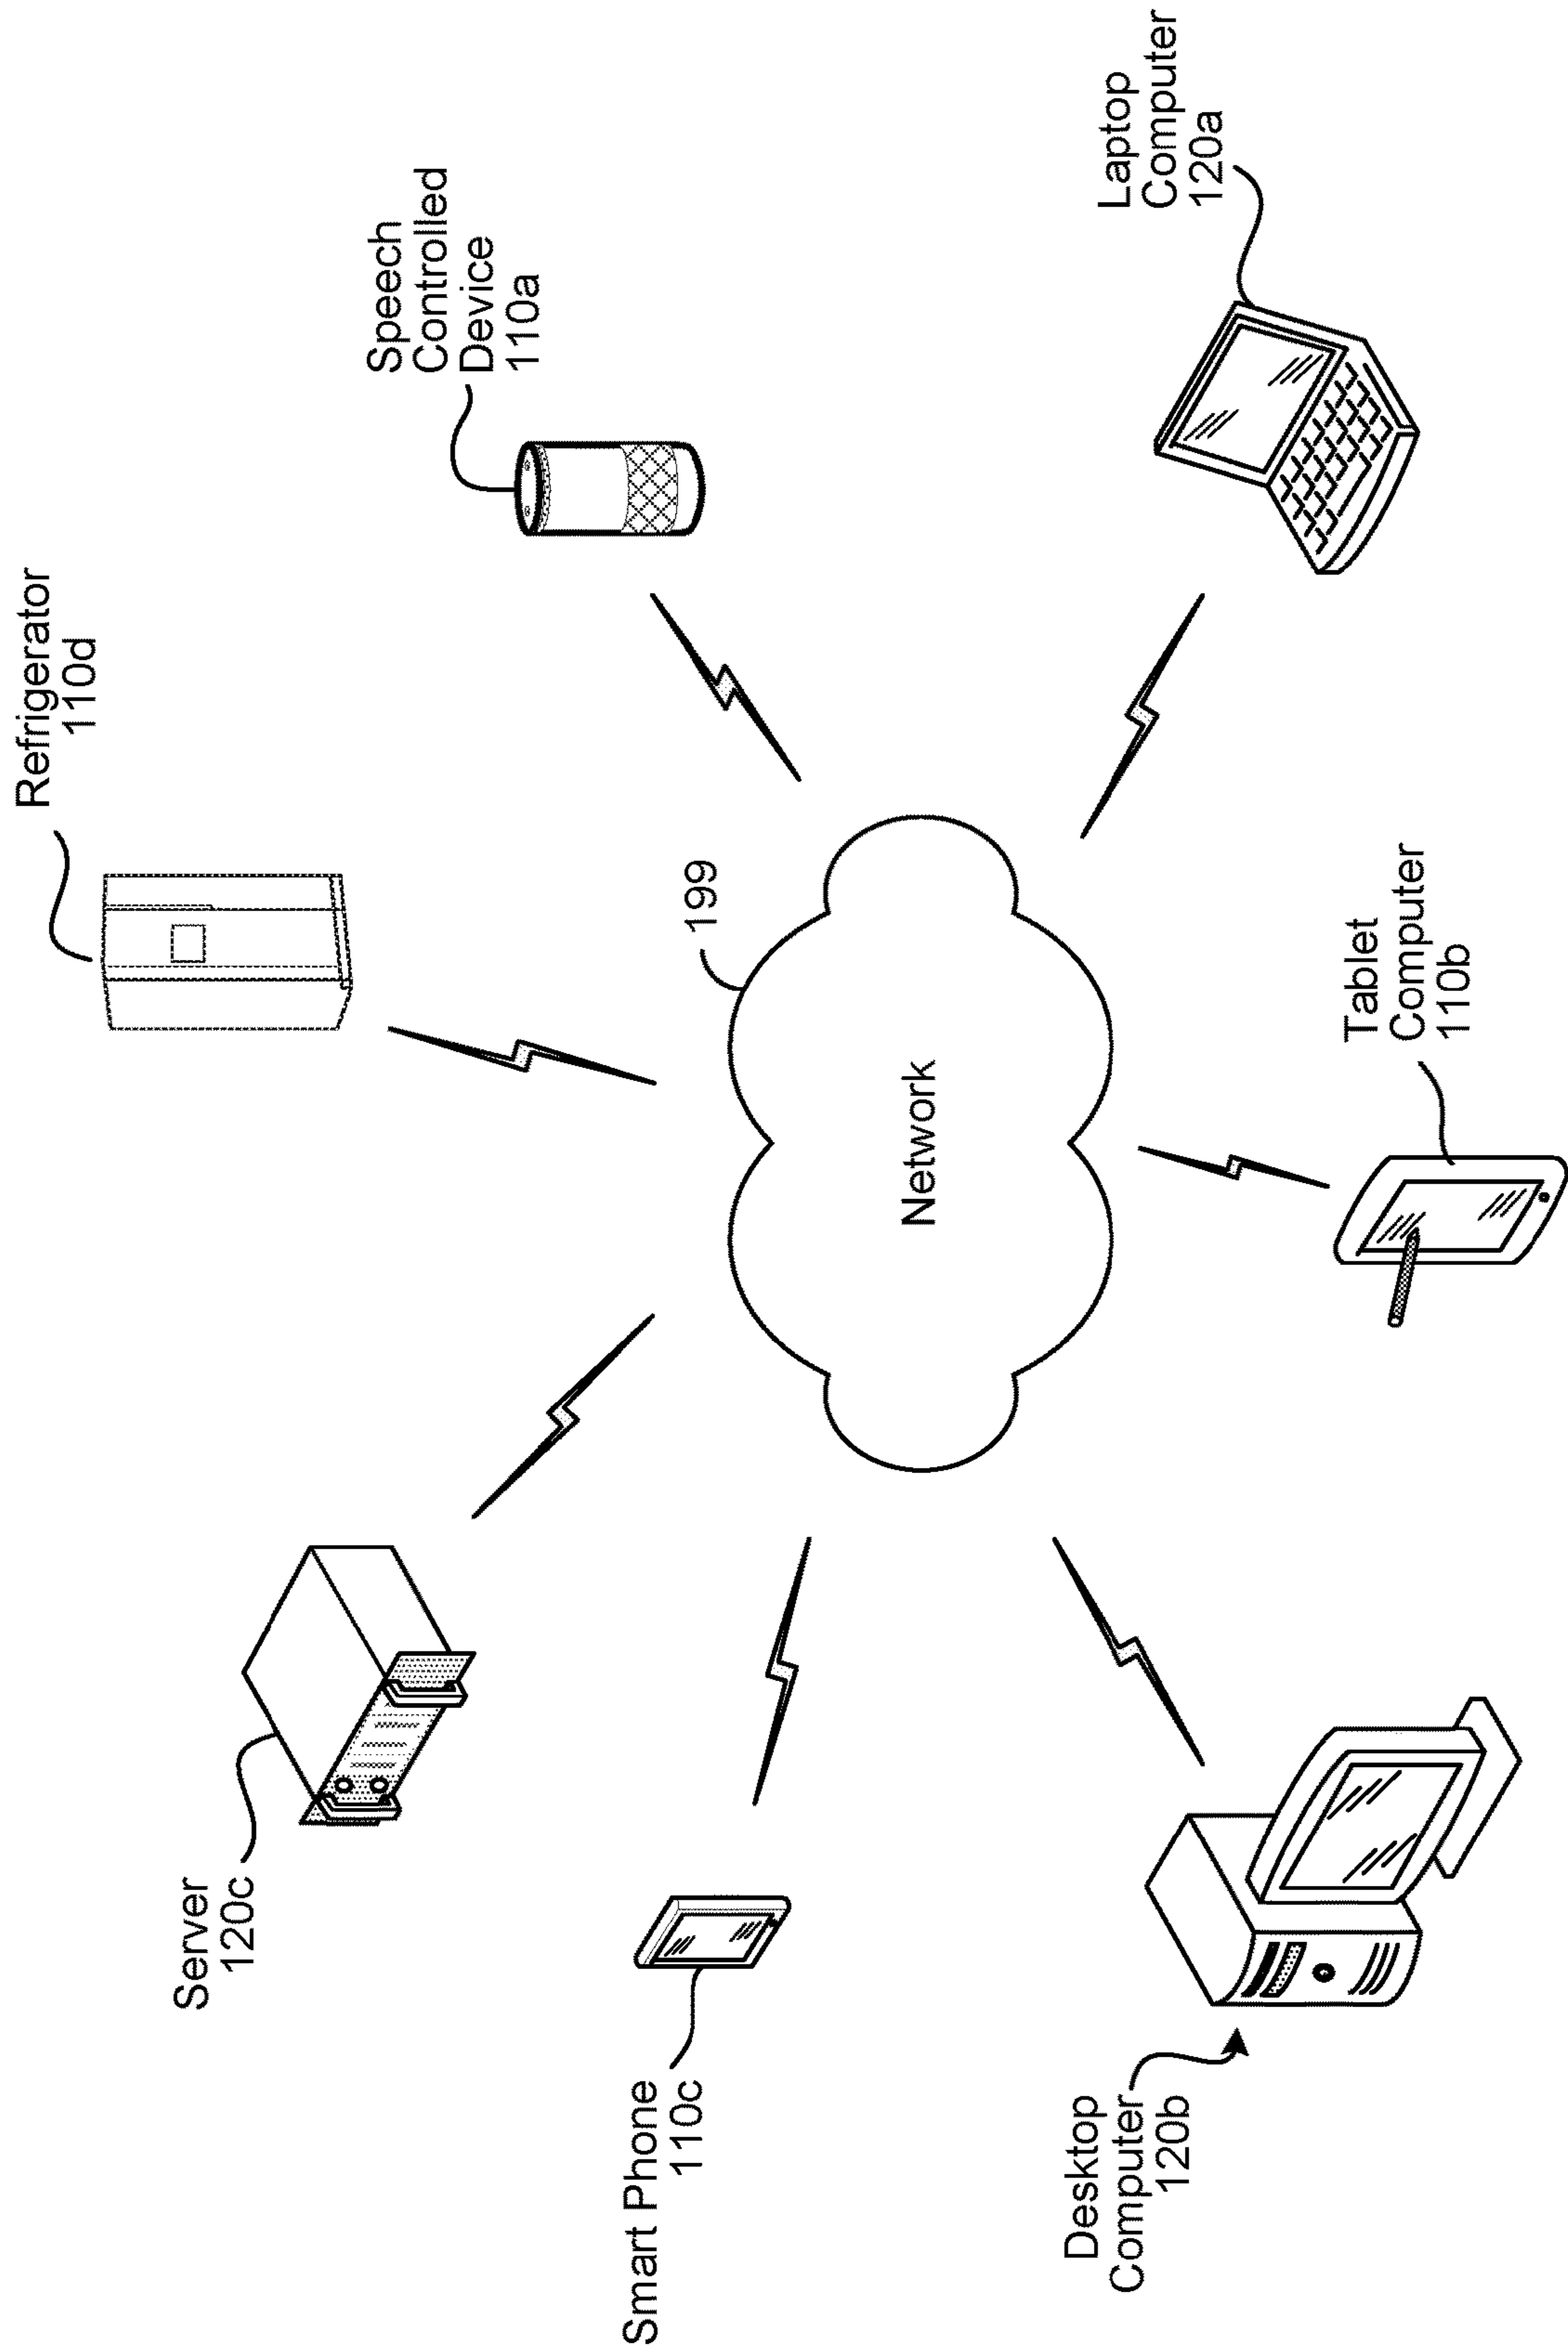 Refrigerator
110d
Server
120c
Speech
Controlled
Device
110a
Smart Phone
110c
199
Network
Desktop
Computer
120b
Tablet
Computer
110b
Laptop
Computer
120a